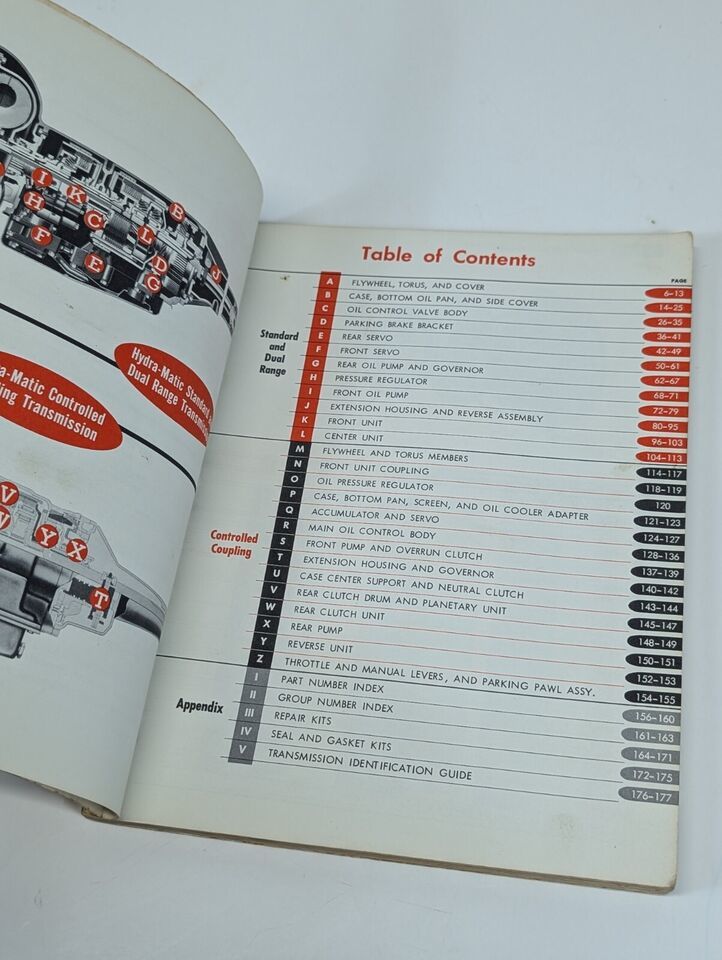 I
K
B
H
C
L
F
E
D
G
J
Hydra-Matic Standard
Dual Range
a-Matic Controlled
ing Transmission
V
Y
X
T
Table of Contents
PAGE
Standard
and
Dual
Range
A FLYWHEEL, TORUS, AND COVER 6-13
B CASE, BOTTOM OIL PAN, AND SIDE COVER 14-25
C OIL CONTROL VALVE BODY 26-35
D PARKING BRAKE BRACKET 36-41
E REAR SERVO 42-49
F FRONT SERVO 50-61
G REAR OIL PUMP AND GOVERNOR 62-67
H PRESSURE REGULATOR 68-71
I FRONT OIL PUMP 72-79
J EXTENSION HOUSING AND REVERSE ASSEMBLY 80-95
K FRONT UNIT 96-103
L CENTER UNIT 104-113
Controlled
Coupling
M FLYWHEEL AND TORUS MEMBERS 114-117
N FRONT UNIT COUPLING 118-119
O OIL PRESSURE REGULATOR 120
P CASE, BOTTOM PAN, SCREEN, AND OIL COOLER ADAPTER 121-123
Q ACCUMULATOR AND SERVO 124-127
R MAIN OIL CONTROL BODY 128-136
S FRONT PUMP AND OVERRUN CLUTCH 137-139
T EXTENSION HOUSING AND GOVERNOR 140-142
U CASE CENTER SUPPORT AND NEUTRAL CLUTCH 143-144
V REAR CLUTCH DRUM AND PLANETARY UNIT 145-147
W REAR CLUTCH UNIT 148-149
X REAR PUMP 150-151
Y REVERSE UNIT 152-153
Z THROTTLE AND MANUAL LEVERS, AND PARKING PAWL ASSY. 154-155
Appendix
I PART NUMBER INDEX 156-160
II GROUP NUMBER INDEX 161-163
III REPAIR KITS 164-171
IV SEAL AND GASKET KITS 172-175
V TRANSMISSION IDENTIFICATION GUIDE 176-177